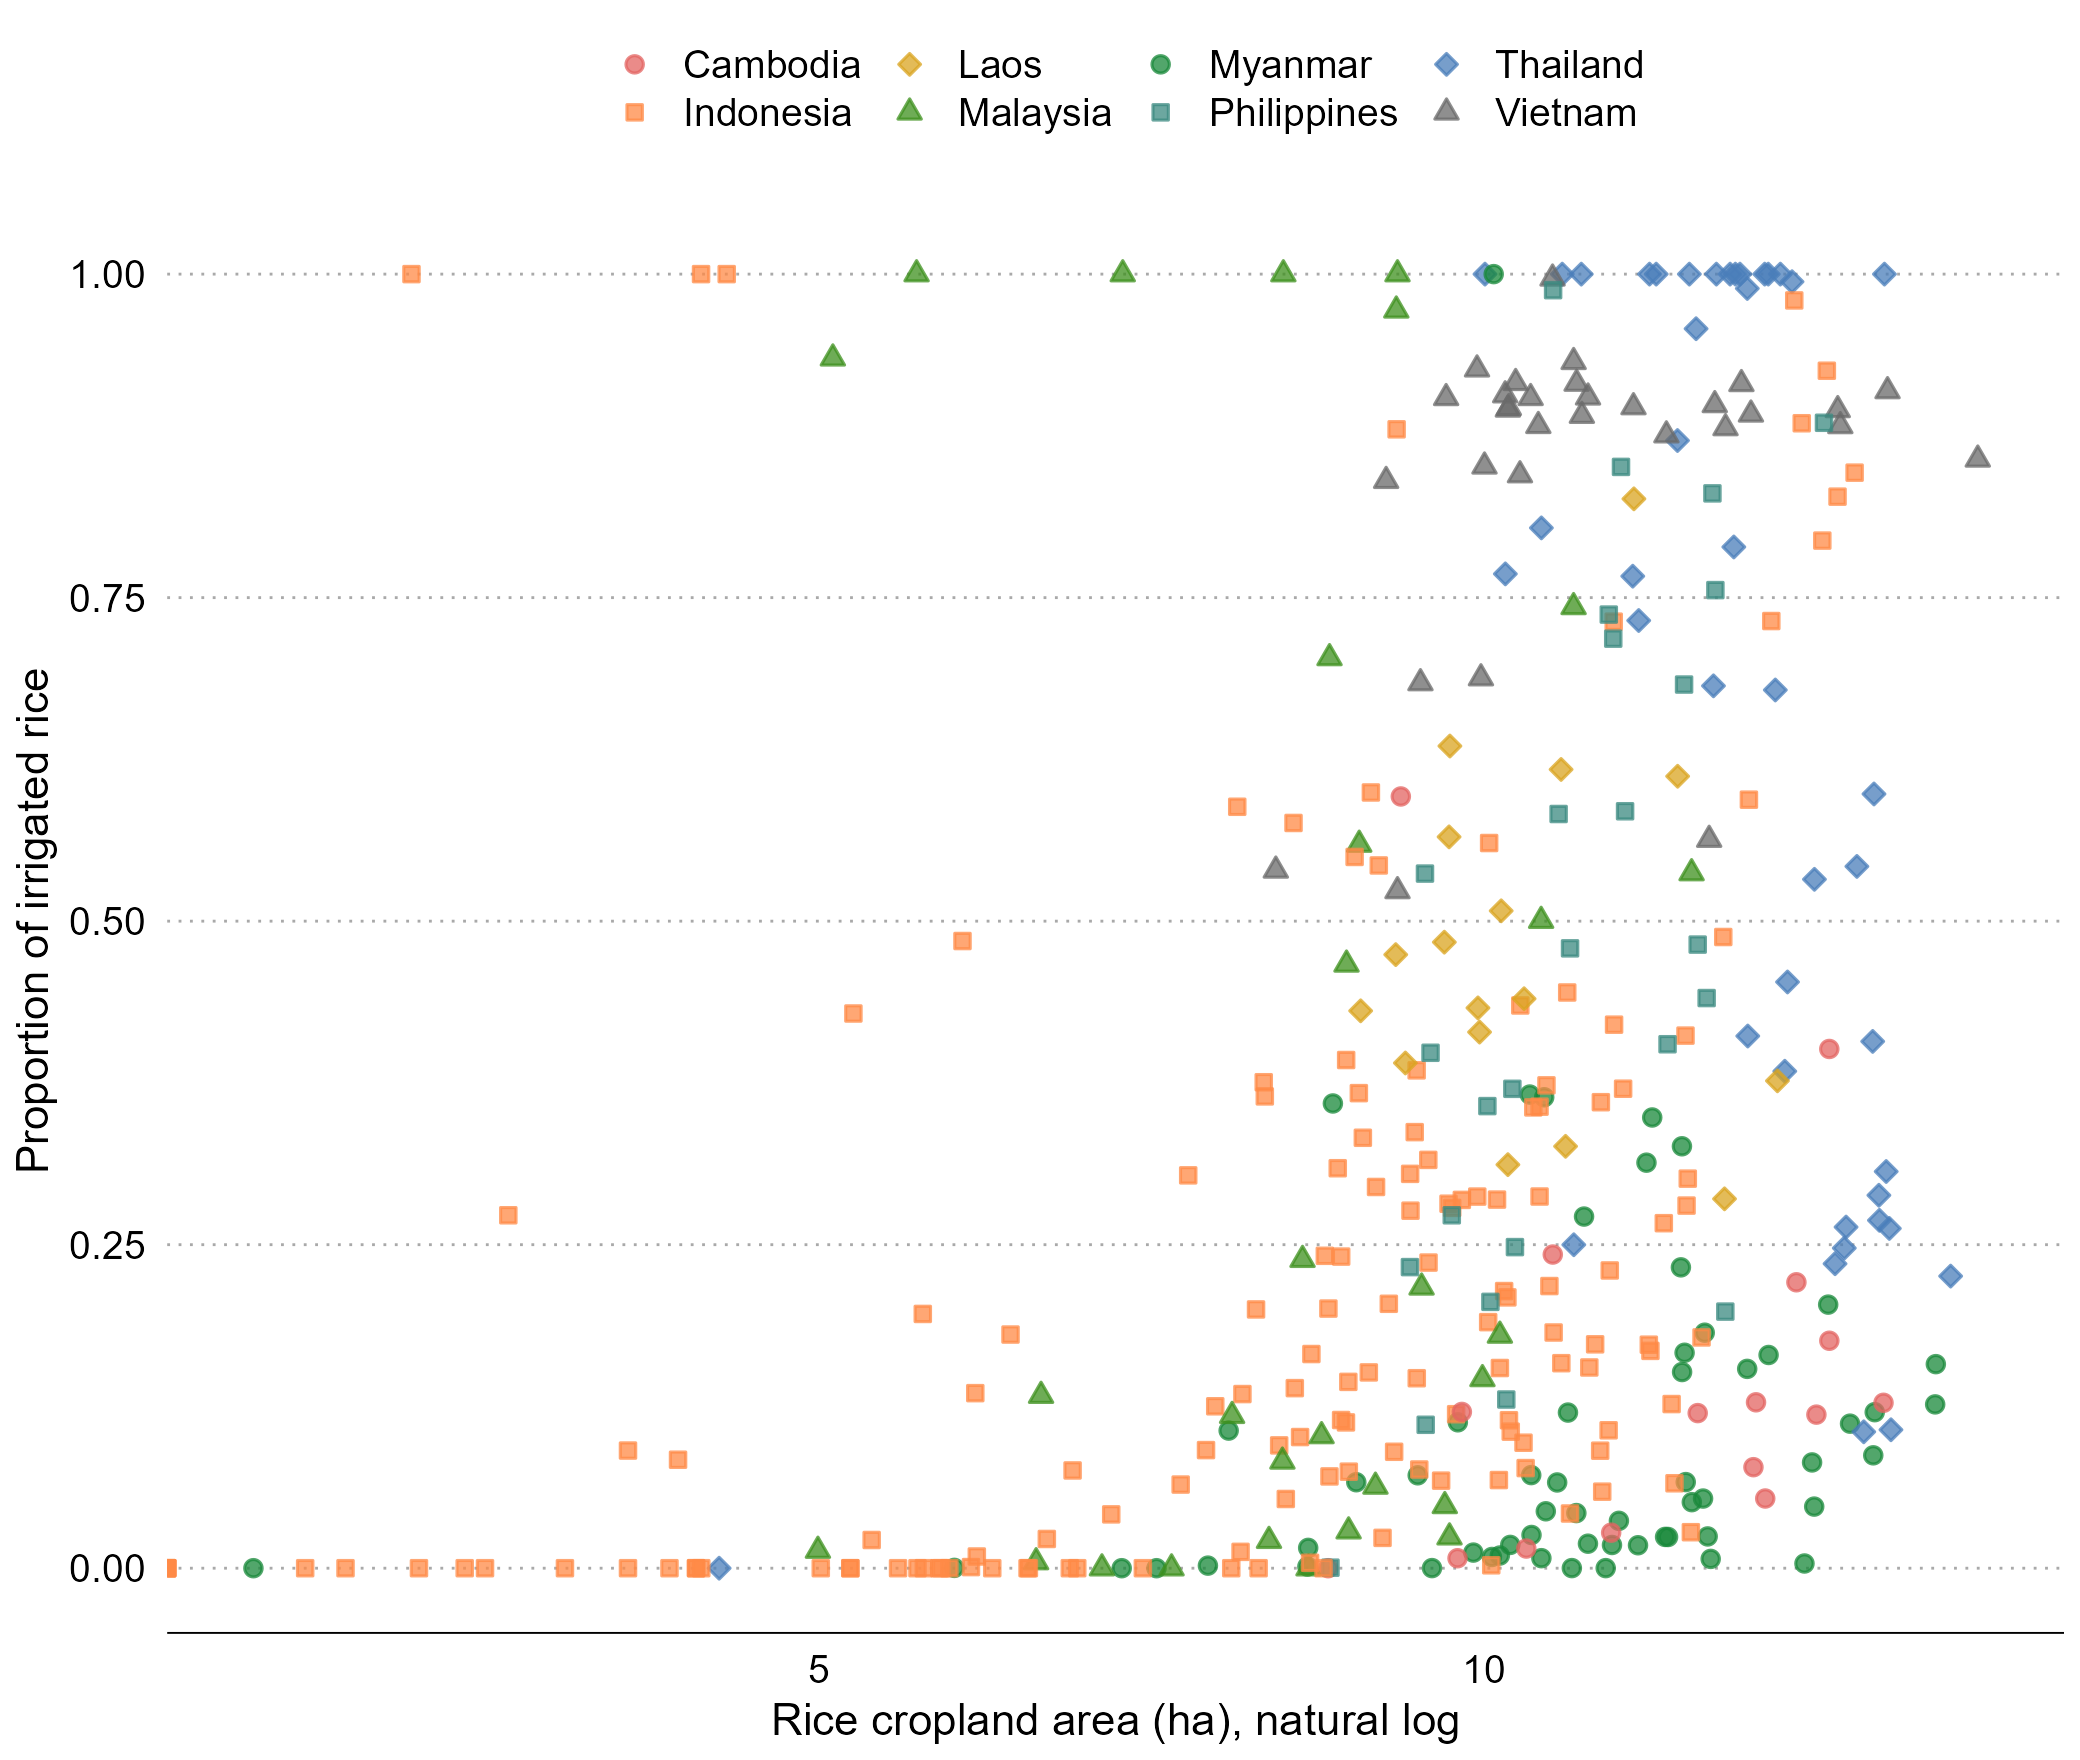 Cambodia Laos Myanmar Thailand
Indonesia Malaysia Philippines Vietnam
1.00
0.75
0.50
0.25
0.00
Proportion of irrigated rice
5 10
Rice cropland area (ha), natural log